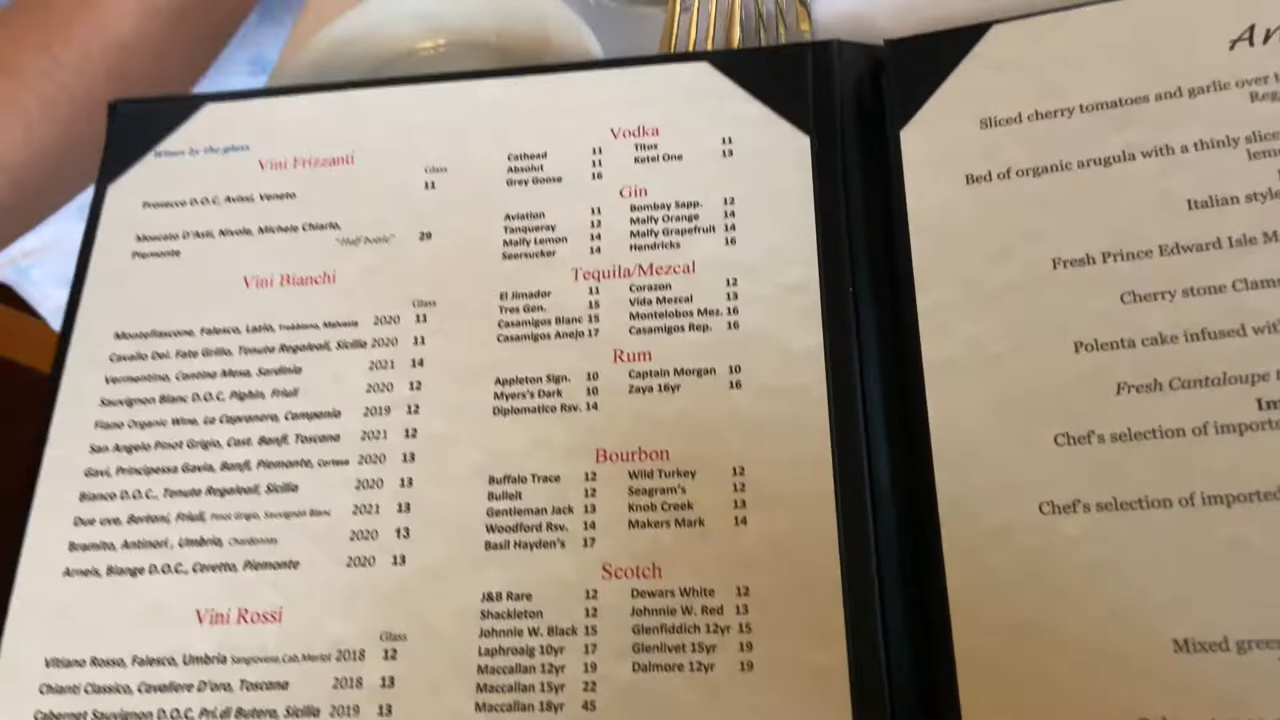 Wines by the glass
Vini Frizzanti
Glass
Prosecco D.O.C, Avissi, Veneto 11
Moscato D'Asti, Nivole, Michele Chiarlo,
Piemonte "Half Bottle" 29
Vini Bianchi
Glass
Montefiascone, Falesco, Lazio, Trebbiano, Malvasia 2020 11
Cavallo Del. Fate Grillo, Tenuta Regaleali, Sicilia 2020 11
Vermentino, Cantina Mesa, Sardinia 2021 14
Sauvignon Blanc D.O.C, Pighin, Friuli 2020 12
Fiano Organic Wine, La Capranera, Campania 2019 12
San Angelo Pinot Grigio, Cast. Banfi, Toscana 2021 12
Gavi, Principessa Gavia, Banfi, Piemonte, Cortese 2020 13
Bianco D.O.C., Tenuta Regaleali, Sicilia 2020 13
Due uve, Bertani, Friuli, Pinot Grigio, Sauvignon Blanc 2021 13
Bramito, Antinori, Umbria, Chardonnay 2020 13
Arneis, Blange D.O.C., Ceretto, Piemonte 2020 13
Vini Rossi
Glass
Vitiano Rosso, Falesco, Umbria Sangiovese,Cab,Merlot 2018 12
Chianti Classico, Cavaliere D'oro, Toscana 2018 13
Cabernet Sauvignon D.O.C, Pri.di Butera, Sicilia 2019 13
Vodka
Cathead 11 Titos 11
Absolut 11 Ketel One 13
Grey Goose 16
Gin
Aviation 11 Bombay Sapp. 12
Tanqueray 12 Malfy Orange 14
Malfy Lemon 14 Malfy Grapefruit 14
Seersucker 14 Hendricks 16
Tequila/Mezcal
El Jimador 11 Corazon 12
Tres Gen. 15 Vida Mezcal 13
Casamigos Blanc 15 Montelobos Mez. 16
Casamigos Anejo 17 Casamigos Rep. 16
Rum
Appleton Sign. 10 Captain Morgan 10
Myers's Dark 10 Zaya 16yr 16
Diplomatico Rsv. 14
Bourbon
Buffalo Trace 12 Wild Turkey 12
Bulleit 12 Seagram's 12
Gentleman Jack 13 Knob Creek 13
Woodford Rsv. 14 Makers Mark 14
Basil Hayden's 17
Scotch
J&B Rare 12 Dewars White 12
Shackleton 12 Johnnie W. Red 13
Johnnie W. Black 15 Glenfiddich 12yr 15
Laphroaig 10yr 17 Glenlivet 15yr 19
Maccallan 12yr 19 Dalmore 12yr 19
Maccallan 15yr 22
Maccallan 18yr 45
An
Sliced cherry tomatoes and garlic over t
Reg
Bed of organic arugula with a thinly slice
lemo
Italian style
Fresh Prince Edward Isle M
Cherry stone Clam
Polenta cake infused wit
Fresh Cantaloupe
Im
Chef's selection of importe
Chef's selection of imported
Mixed gree